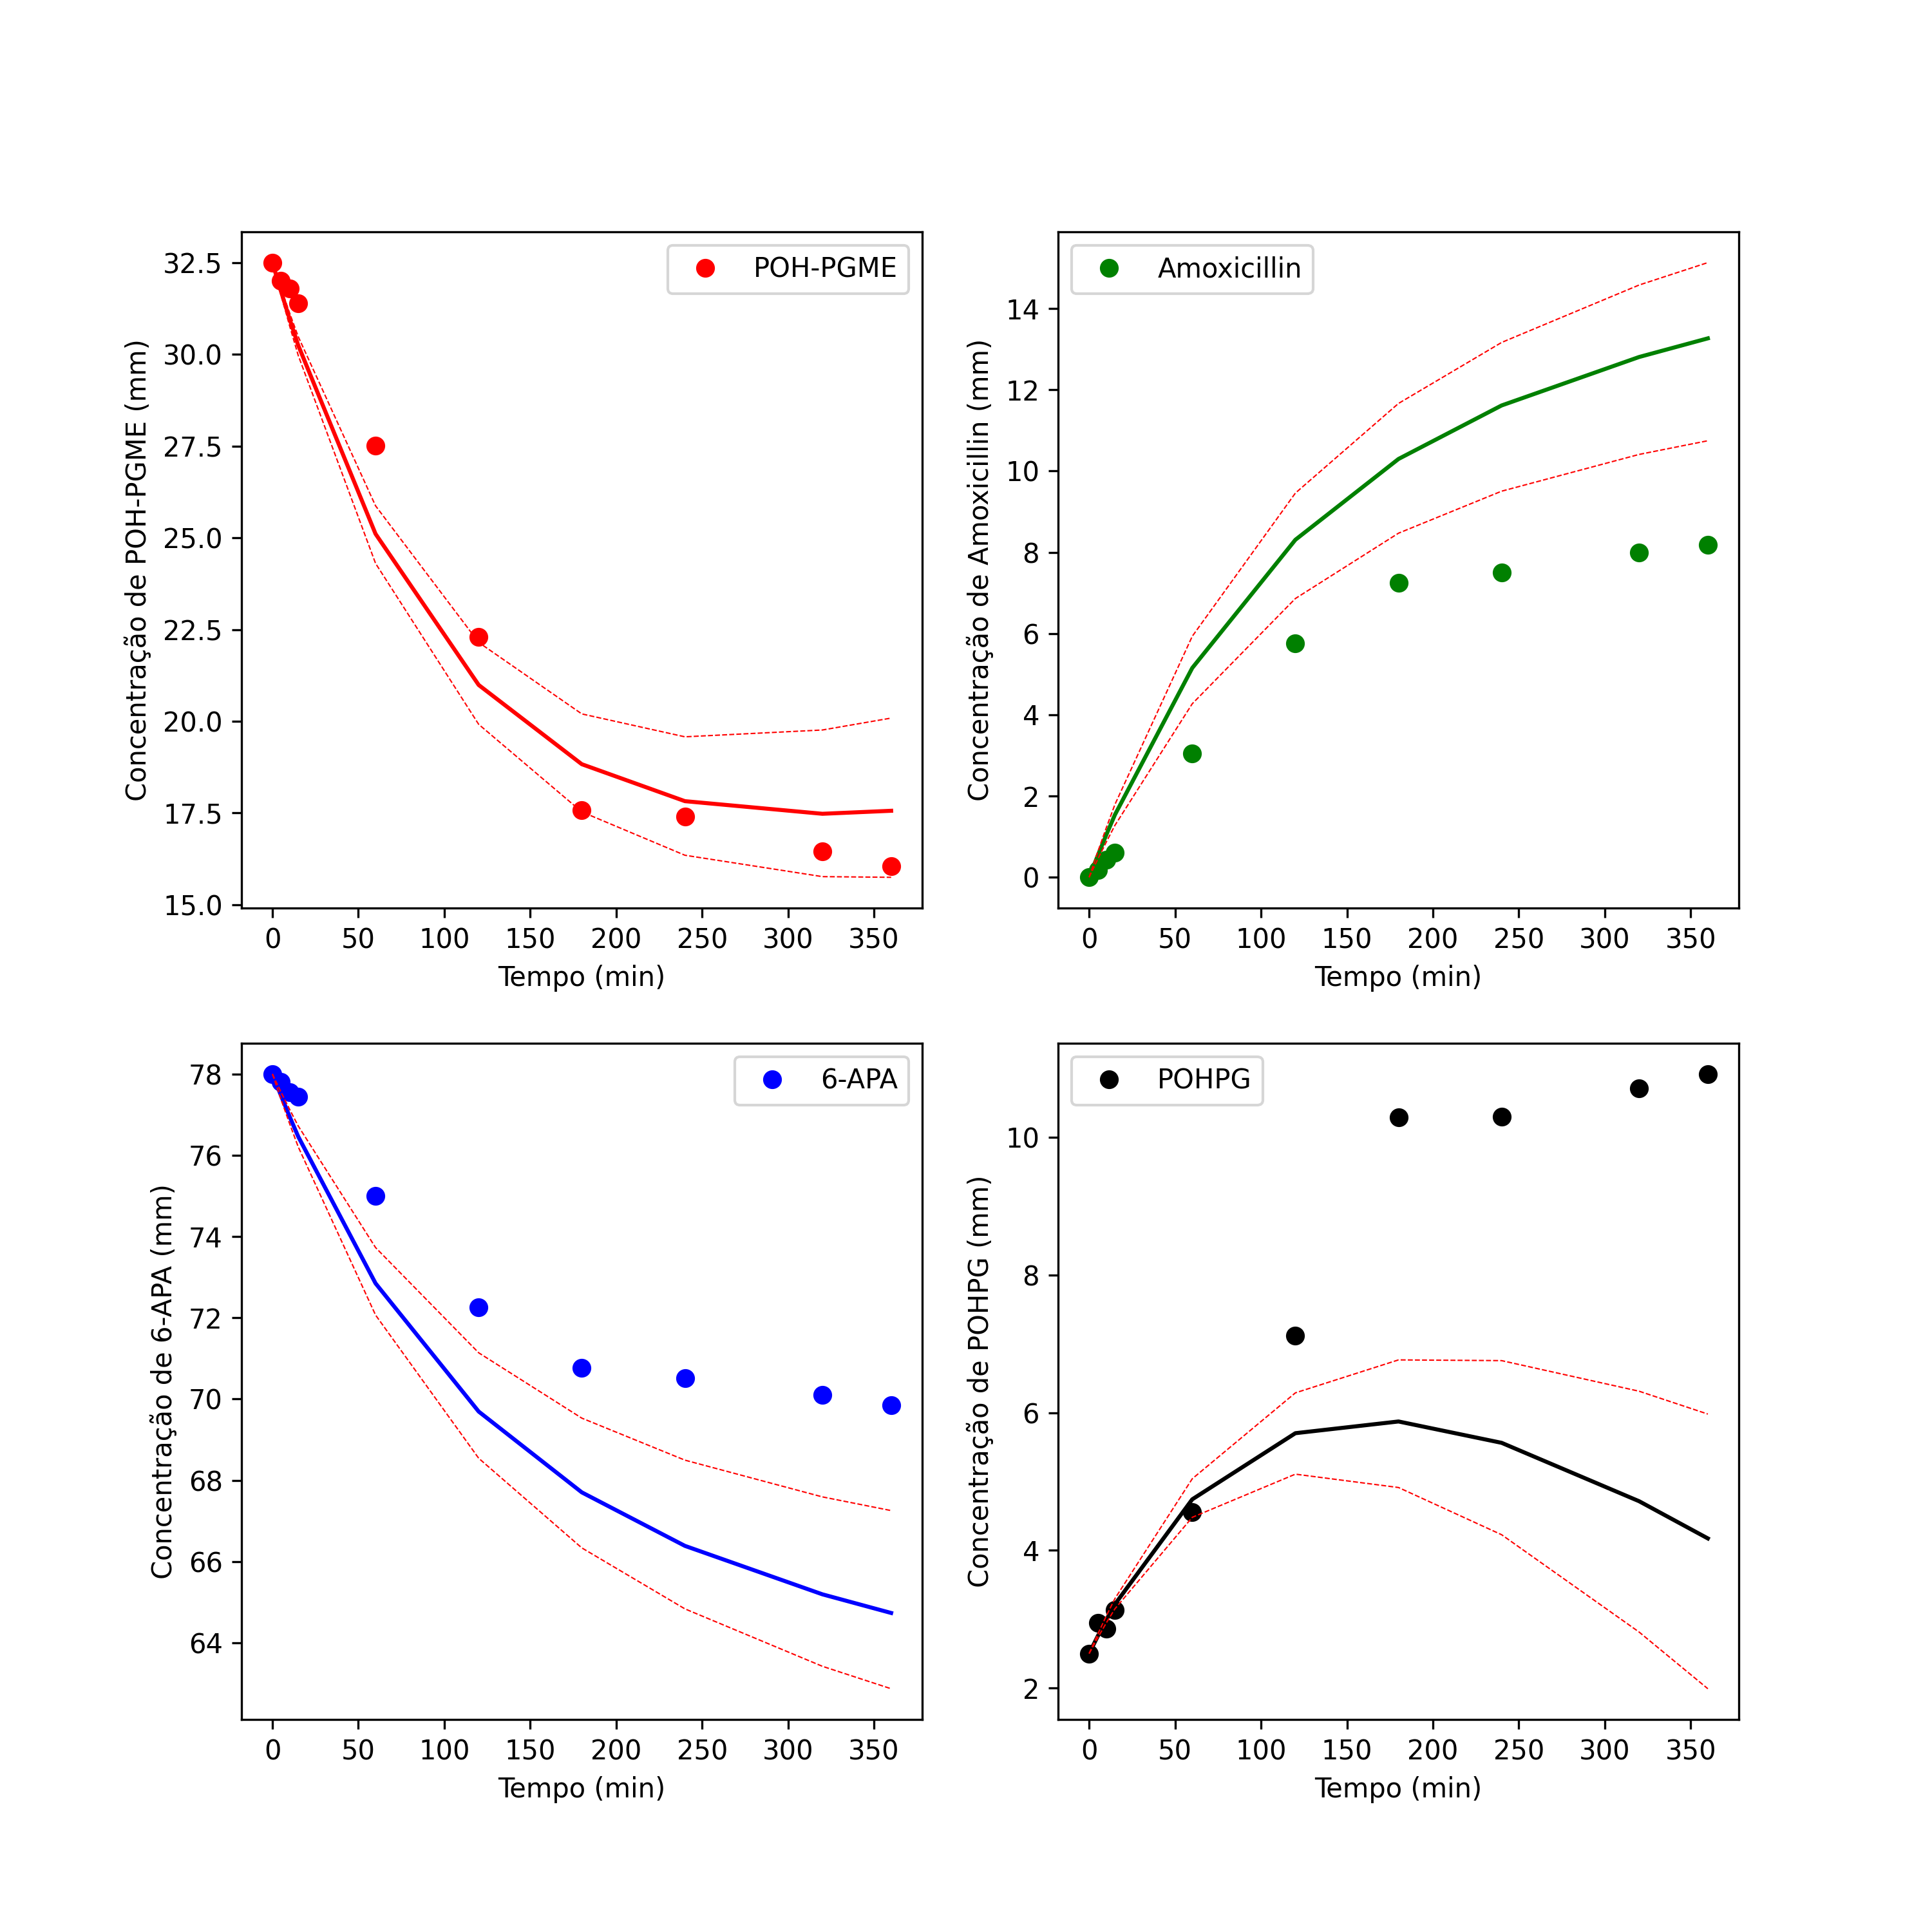 POH-PGME
Concentração de POH-PGME (mm)
32.5
30.0
27.5
25.0
22.5
20.0
17.5
15.0
0 50 100 150 200 250 300 350
Tempo (min)
Amoxicillin
Concentração de Amoxicillin (mm)
14
12
10
8
6
4
2
0
0 50 100 150 200 250 300 350
Tempo (min)
6-APA
Concentração de 6-APA (mm)
78
76
74
72
70
68
66
64
0 50 100 150 200 250 300 350
Tempo (min)
POHPG
Concentração de POHPG (mm)
10
8
6
4
2
0 50 100 150 200 250 300 350
Tempo (min)